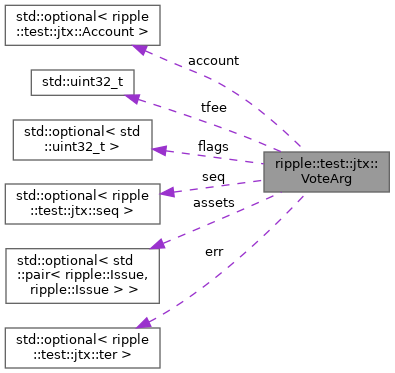 std::optional< ripple
::test::jtx::Account >
account
std::uint32_t
tfee
std::optional< std
::uint32_t >
flags
ripple::test::jtx::
VoteArg
seq
std::optional< ripple
::test::jtx::seq >
assets
std::optional< std
::pair< ripple::Issue,
ripple::Issue > >
err
std::optional< ripple
::test::jtx::ter >